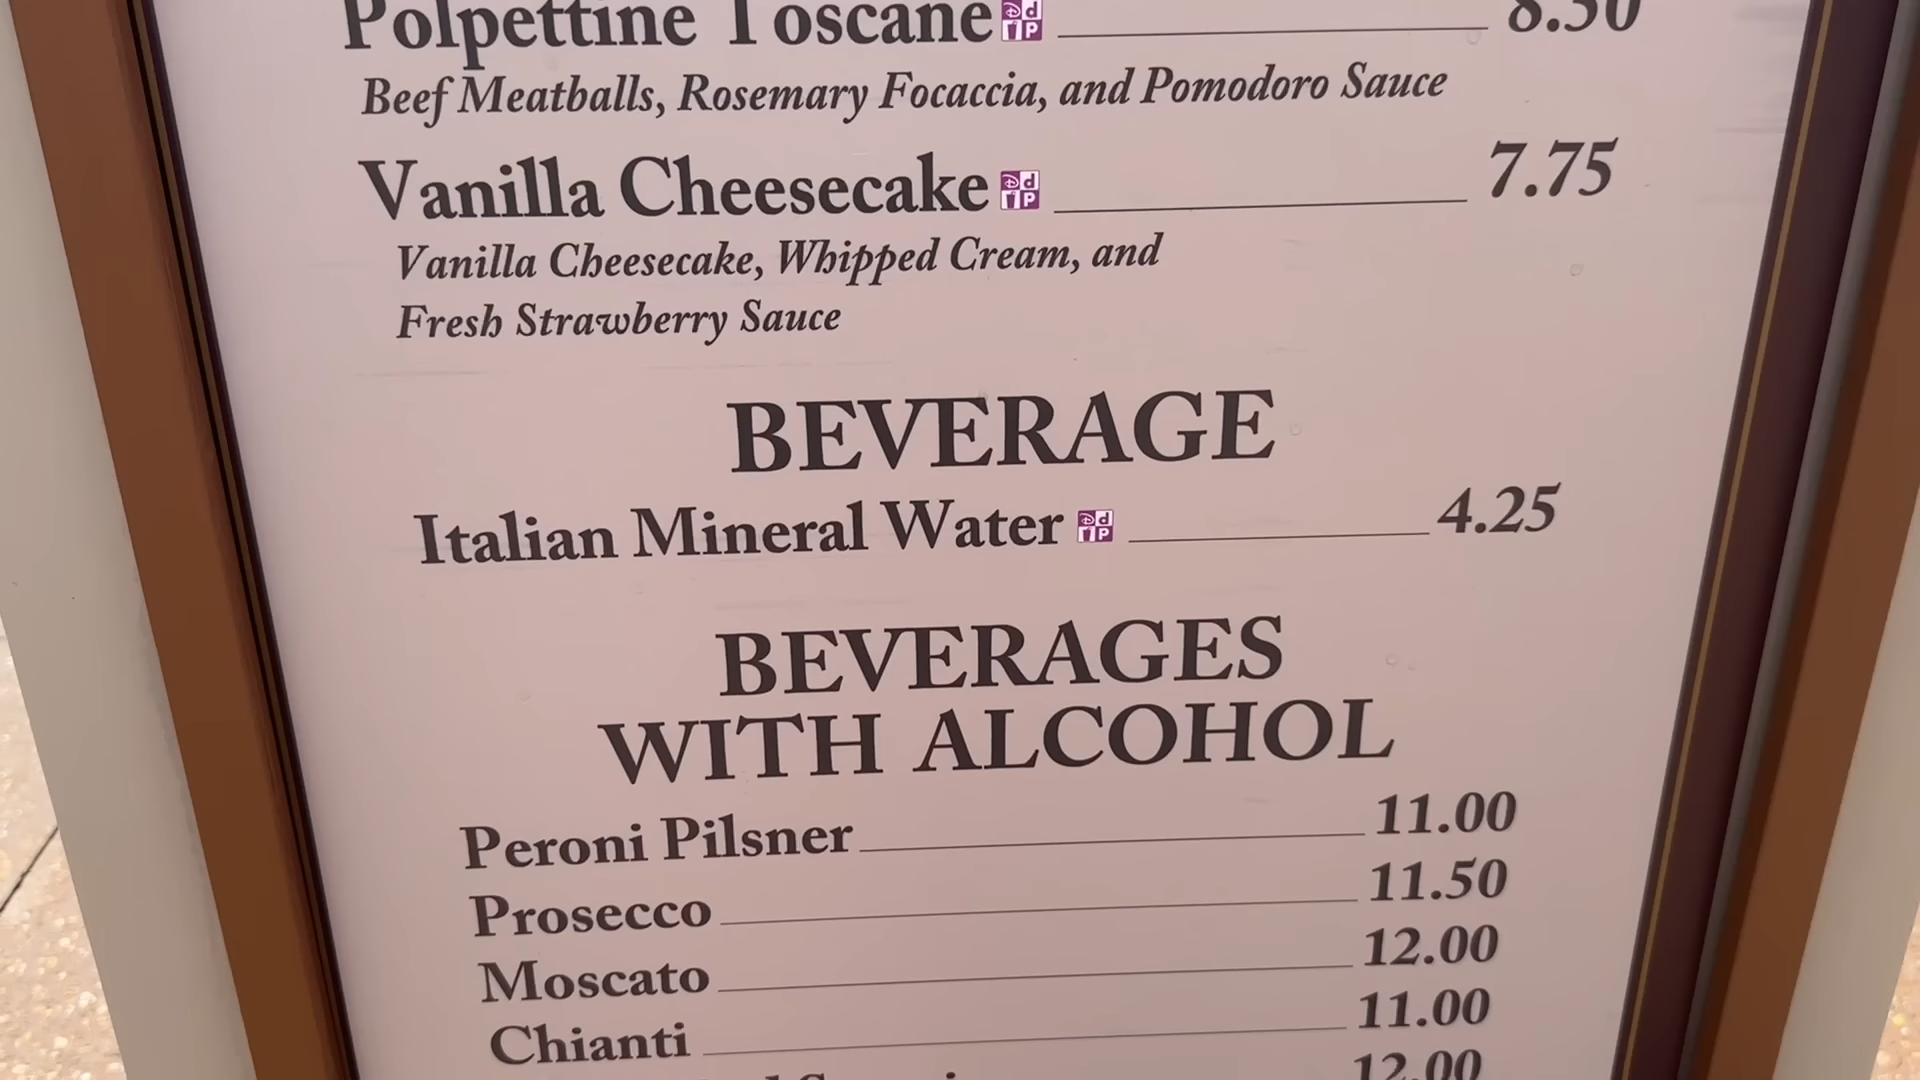 Polpettine Toscane 8.50
Beef Meatballs, Rosemary Focaccia, and Pomodoro Sauce
Vanilla Cheesecake 7.75
Vanilla Cheesecake, Whipped Cream, and
Fresh Strawberry Sauce
BEVERAGE
Italian Mineral Water 4.25
BEVERAGES
WITH ALCOHOL
Peroni Pilsner 11.00
Prosecco 11.50
Moscato 12.00
Chianti 11.00
12.00